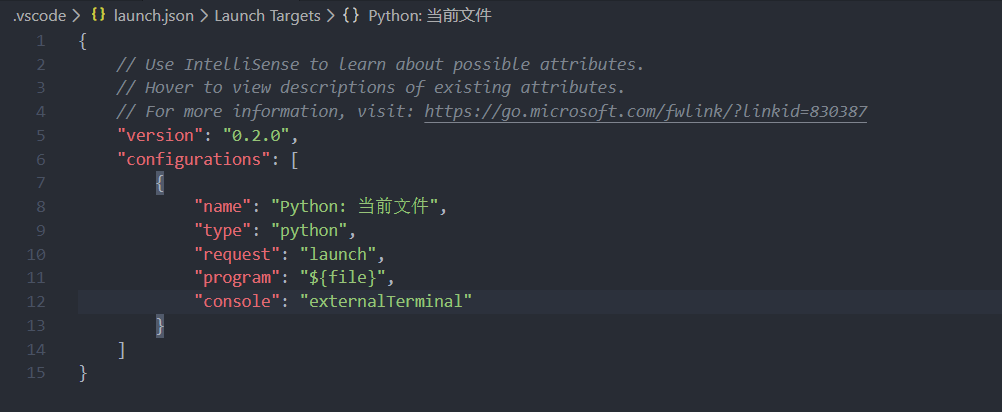 .vscode > {} launch.json > Launch Targets > {} Python: 当前文件
1 {
2 // Use IntelliSense to learn about possible attributes.
3 // Hover to view descriptions of existing attributes.
4 // For more information, visit: https://go.microsoft.com/fwlink/?linkid=830387
5 "version": "0.2.0",
6 "configurations": [
7 {
8 "name": "Python: 当前文件",
9 "type": "python",
10 "request": "launch",
11 "program": "${file}",
12 "console": "externalTerminal"
13 }
14 ]
15 }